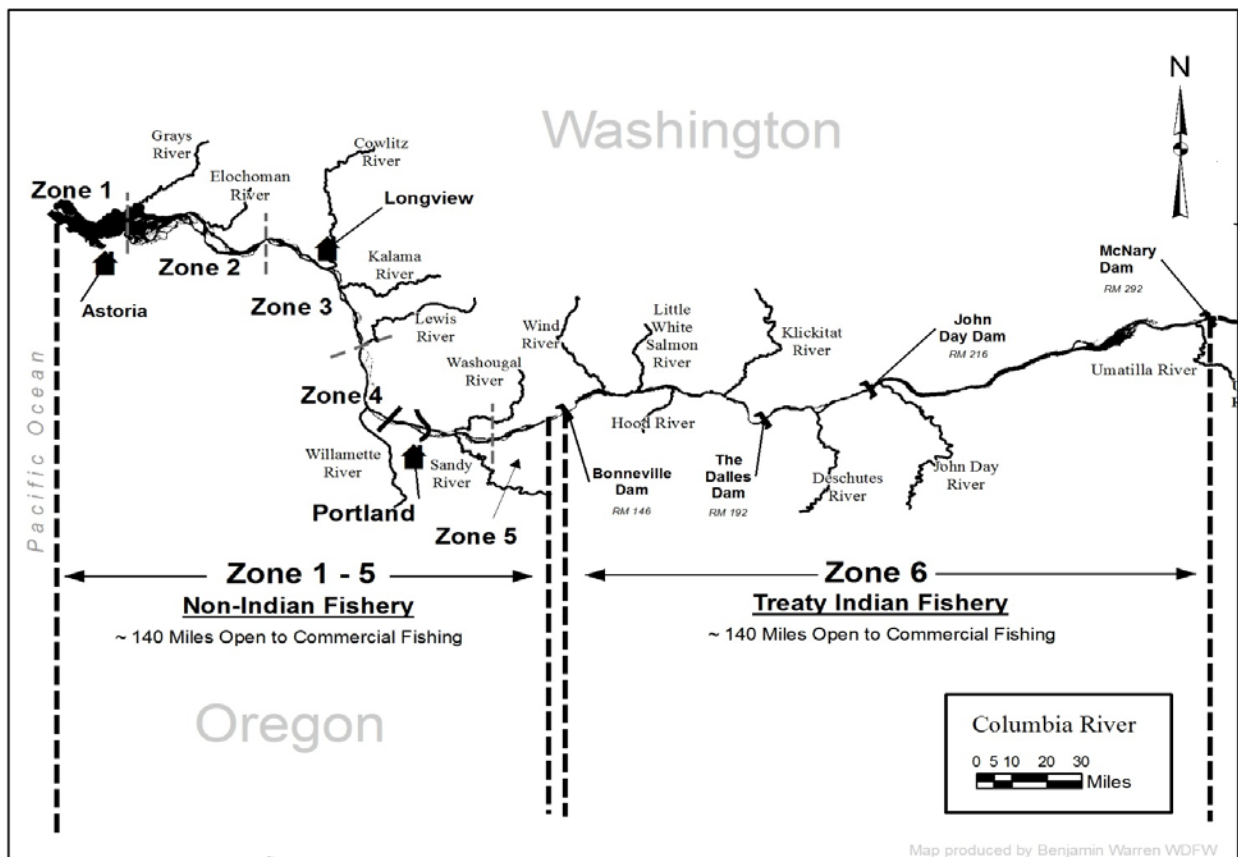 Washington
N
Grays
River
Cowlitz
River
Zone 1
Elochoman
River
Longview
Zone 2
Kalama
River
Astoria
Zone 3
Lewis
River
Wind
River
Little
White
Salmon
River
Klickitat
River
John
Day Dam
RM 216
McNary
Dam
RM 292
Umatilla River
Pacific Ocean
Washougal
River
Zone 4
Hood River
Willamette
River
Sandy
River
Portland
Zone 5
Bonneville
Dam
RM 146
The
Dalles
Dam
RM 192
Deschutes
River
John Day
River
Zone 1 - 5
Non-Indian Fishery
~ 140 Miles Open to Commercial Fishing
Zone 6
Treaty Indian Fishery
~ 140 Miles Open to Commercial Fishing
Oregon
Columbia River
0 5 10 20 30
Miles
Map produced by Benjamin Warren WDFW